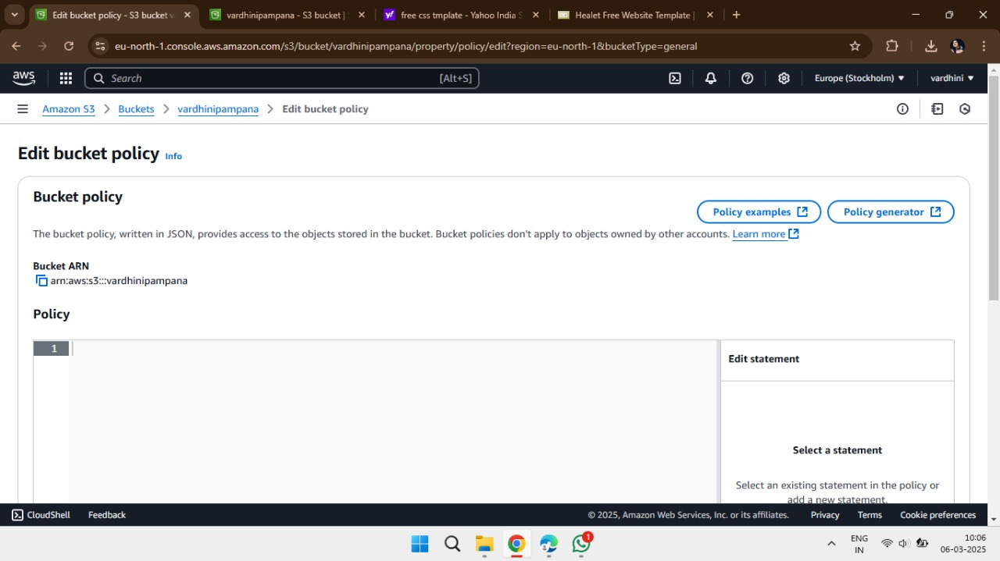 Edit bucket policy - S3 bucket v
vardhinipampana - S3 bucket |
free css tmplate - Yahoo India S
Healet Free Website Template |
eu-north-1.console.aws.amazon.com/s3/bucket/vardhinipampana/property/policy/edit?region=eu-north-1&bucketType=general
aws
Search
[Alt+S]
Europe (Stockholm)
vardhini
Amazon S3
Buckets
vardhinipampana
Edit bucket policy
Edit bucket policy Info
Bucket policy
Policy examples
Policy generator
The bucket policy, written in JSON, provides access to the objects stored in the bucket. Bucket policies don't apply to objects owned by other accounts. Learn more
Bucket ARN
arn:aws:s3:::vardhinipampana
Policy
1
Edit statement
Select a statement
Select an existing statement in the policy or
add a new statement.
CloudShell
Feedback
© 2025, Amazon Web Services, Inc. or its affiliates.
Privacy
Terms
Cookie preferences
1
ENG
IN
10:06
06-03-2025